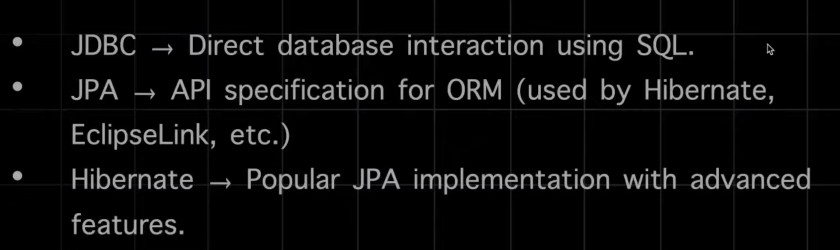 • JDBC → Direct database interaction using SQL.
• JPA → API specification for ORM (used by Hibernate,
EclipseLink, etc.)
• Hibernate → Popular JPA implementation with advanced
features.